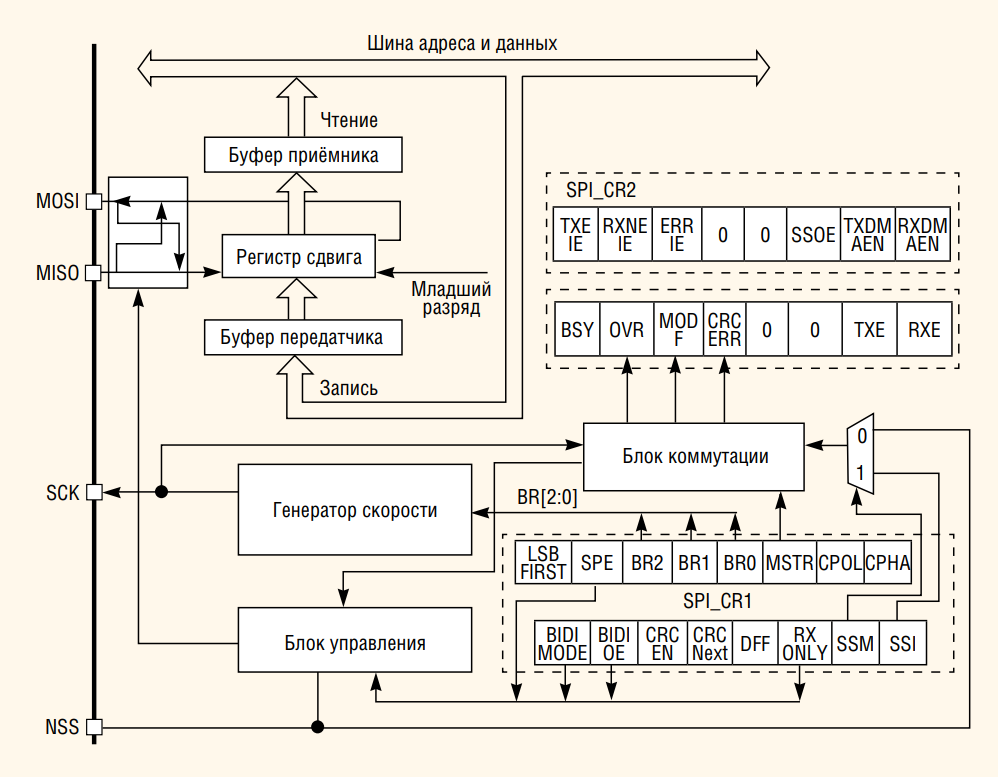 Шина адреса и данных
Чтение
Буфер приёмника
MOSI
Регистр сдвига
MISO
Младший
разряд
Буфер передатчика
Запись
SPI_CR2
TXE
IE
RXNE
IE
ERR
IE
0
0
SSOE
TXDM
AEN
RXDM
AEN
BSY
OVR
MOD
F
CRC
ERR
0
0
TXE
RXE
Блок коммутации
0
1
SCK
Генератор скорости
BR[2:0]
LSB
FIRST
SPE
BR2
BR1
BR0
MSTR
CPOL
CPHA
SPI_CR1
Блок управления
BIDI
MODE
BIDI
OE
CRC
EN
CRC
Next
DFF
RX
ONLY
SSM
SSI
NSS